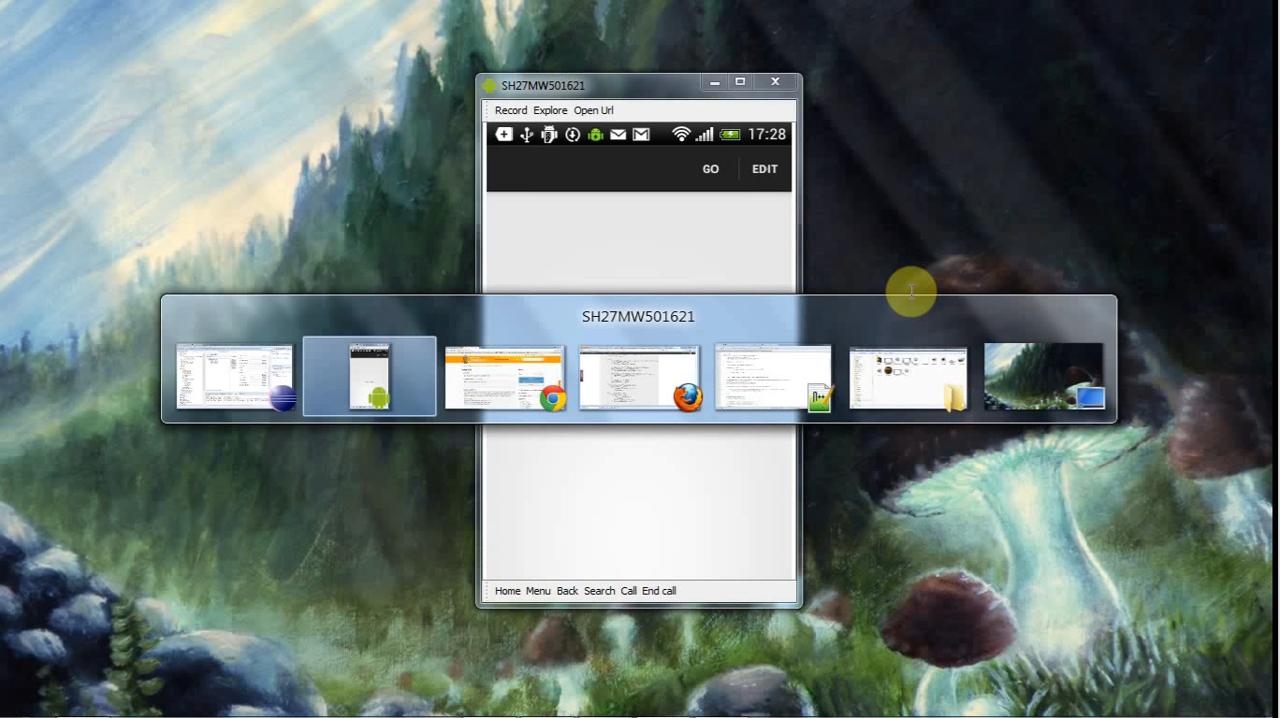 SH27MW501621
Record Explore Open Url
17:28
GO EDIT
SH27MW501621
Home Menu Back Search Call End call